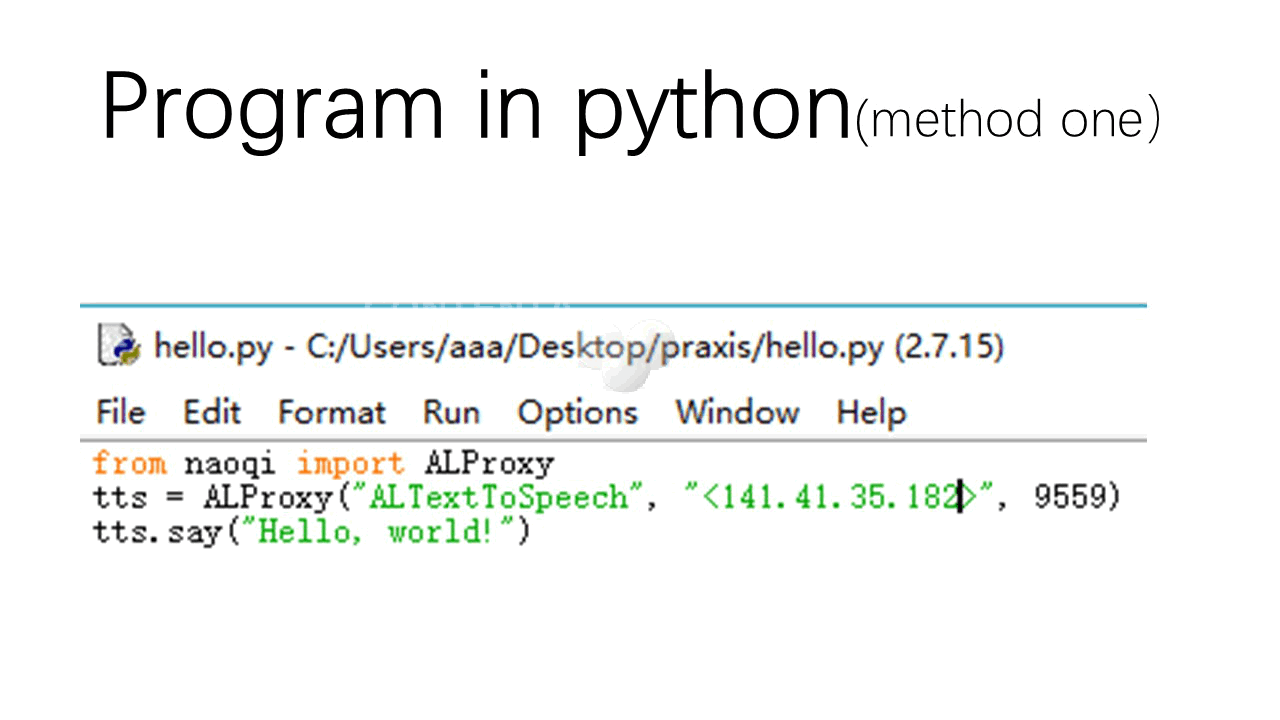 Program in python(method one)
hello.py - C:/Users/aaa/Desktop/praxis/hello.py (2.7.15)
File Edit Format Run Options Window Help
from naoqi import ALProxy
tts = ALProxy("ALTextToSpeech", "<141.41.35.182>", 9559)
tts.say("Hello, world!")